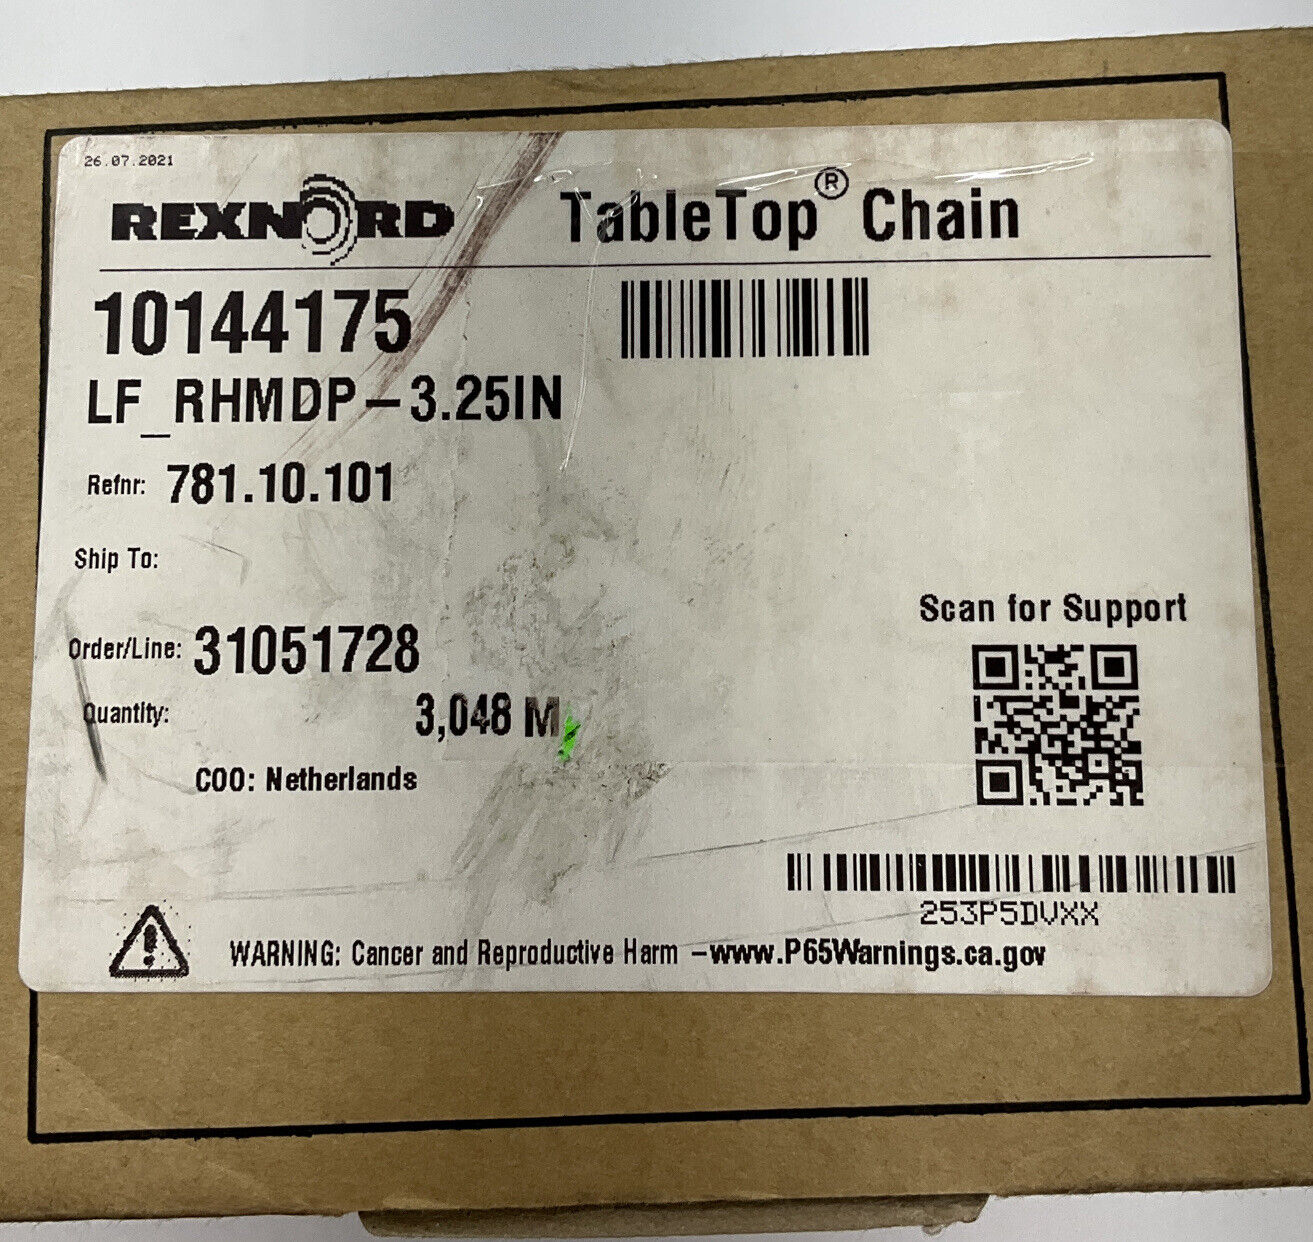 26.07.2021
REXNORD TableTop® Chain
10144175
LF_RHMDP-3.25IN
Refnr: 781.10.101
Ship To:
Scan for Support
Order/Line: 31051728
Quantity: 3,048 M
COO: Netherlands
253P5DVXX
WARNING: Cancer and Reproductive Harm -www.P65Warnings.ca.gov